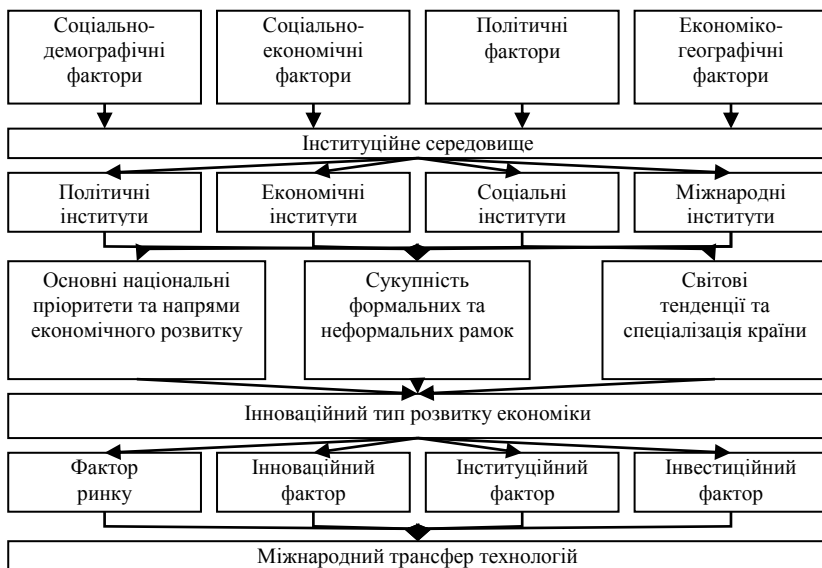 Соціально-
демографічні
фактори
Соціально-
економічні
фактори
Політичні
фактори
Економіко-
географічні
фактори
Інституційне середовище
Політичні
інститути
Економічні
інститути
Соціальні
інститути
Міжнародні
інститути
Основні національні
пріоритети та напрями
економічного розвитку
Сукупність
формальних та
неформальних рамок
Світові
тенденції та
спеціалізація країни
Інноваційний тип розвитку економіки
Фактор
ринку
Інноваційний
фактор
Інституційний
фактор
Інвестиційний
фактор
Міжнародний трансфер технологій